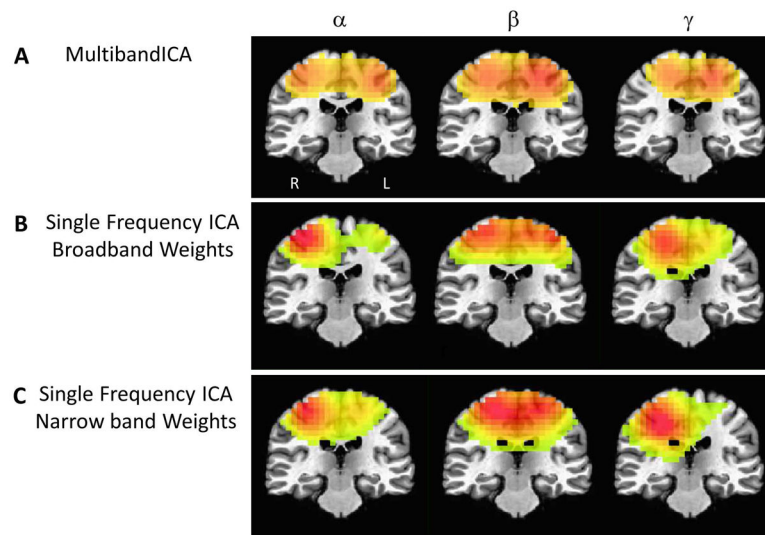 α β γ
A MultibandICA
R L
B Single Frequency ICA
Broadband Weights
C Single Frequency ICA
Narrow band Weights